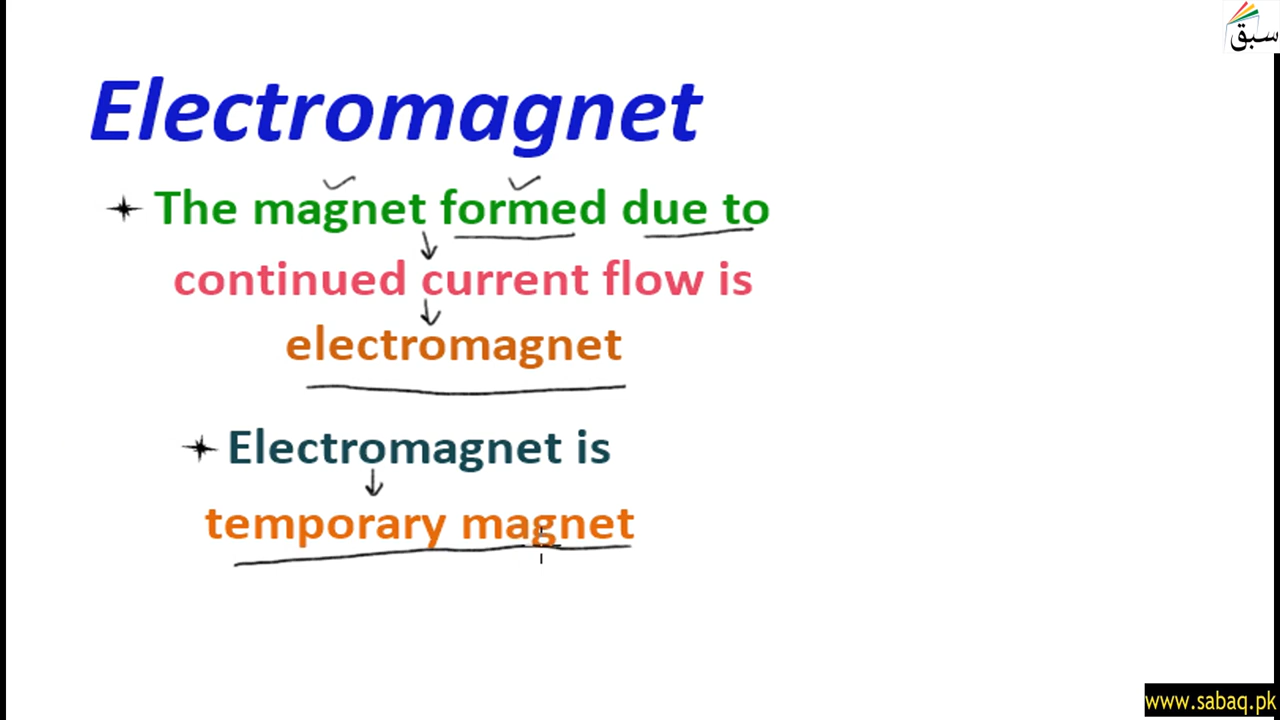 سبق
Electromagnet
The magnet formed due to
continued current flow is
electromagnet
Electromagnet is
temporary magnet
www.sabaq.pk